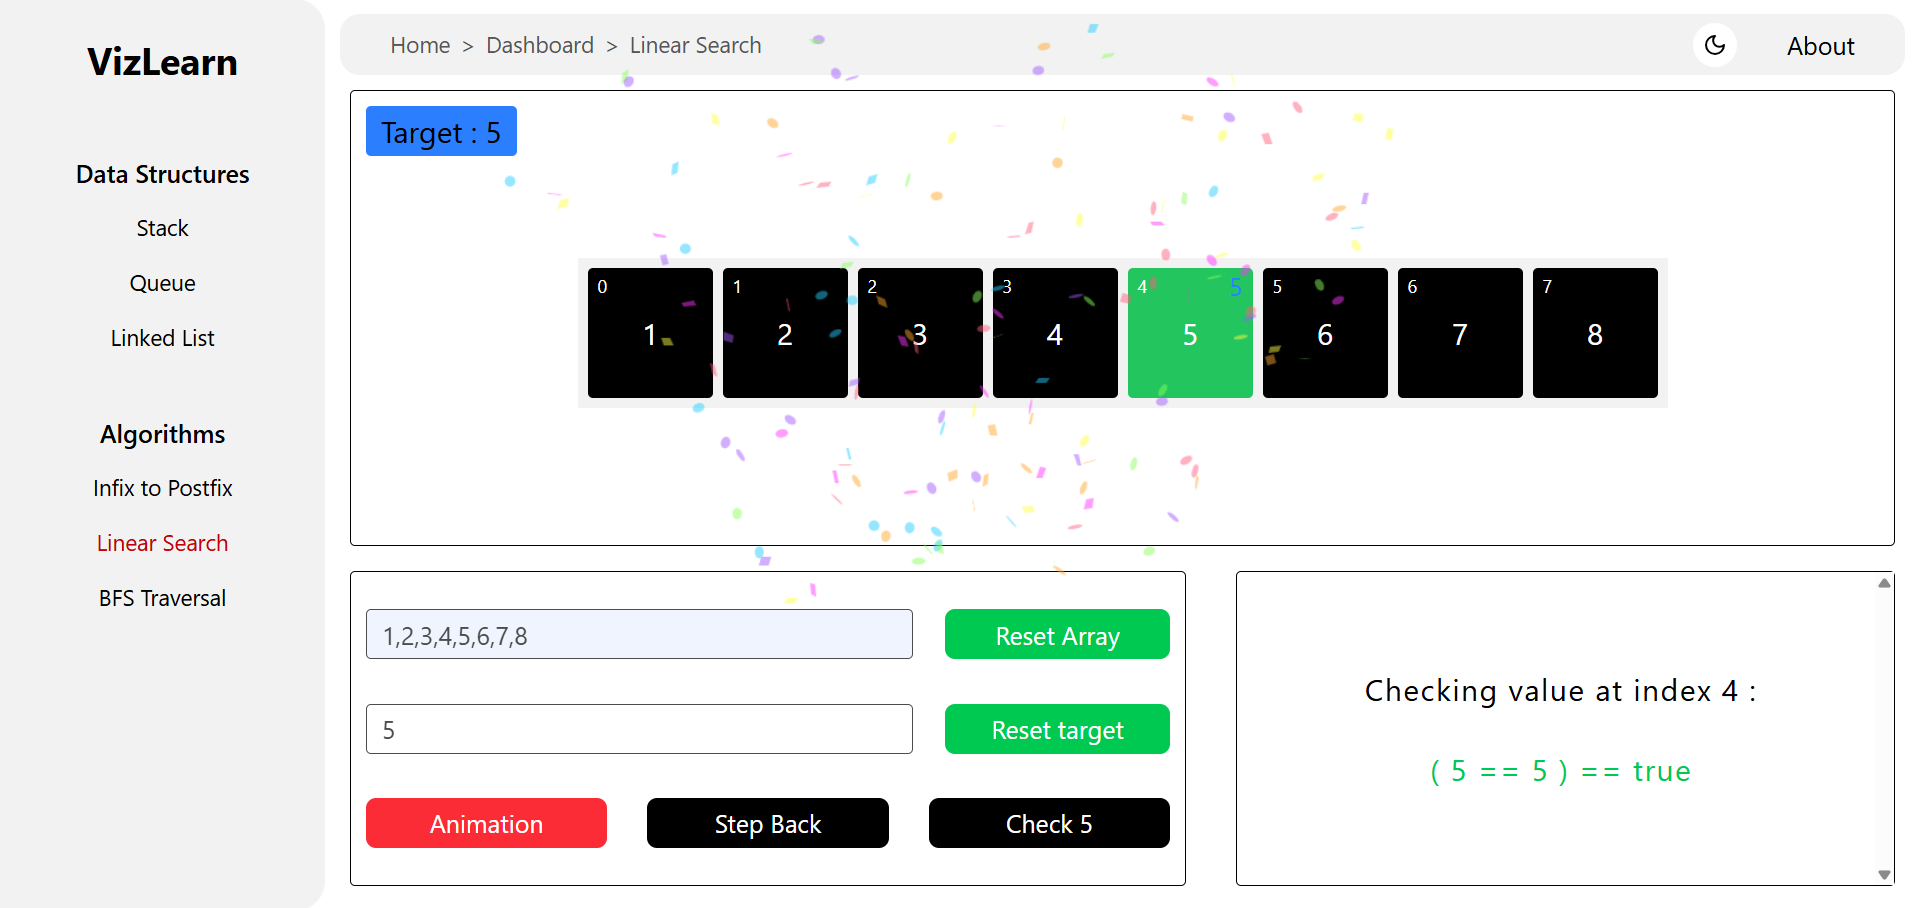 VizLearn
Data Structures
Stack
Queue
Linked List
Algorithms
Infix to Postfix
Linear Search
BFS Traversal
Home > Dashboard > Linear Search
About
Target : 5
0 1 2 3 4 5 5 6 7
1 2 3 4 5 6 7 8
1,2,3,4,5,6,7,8
Reset Array
5
Reset target
Animation
Step Back
Check 5
Checking value at index 4 :
( 5 == 5 ) == true